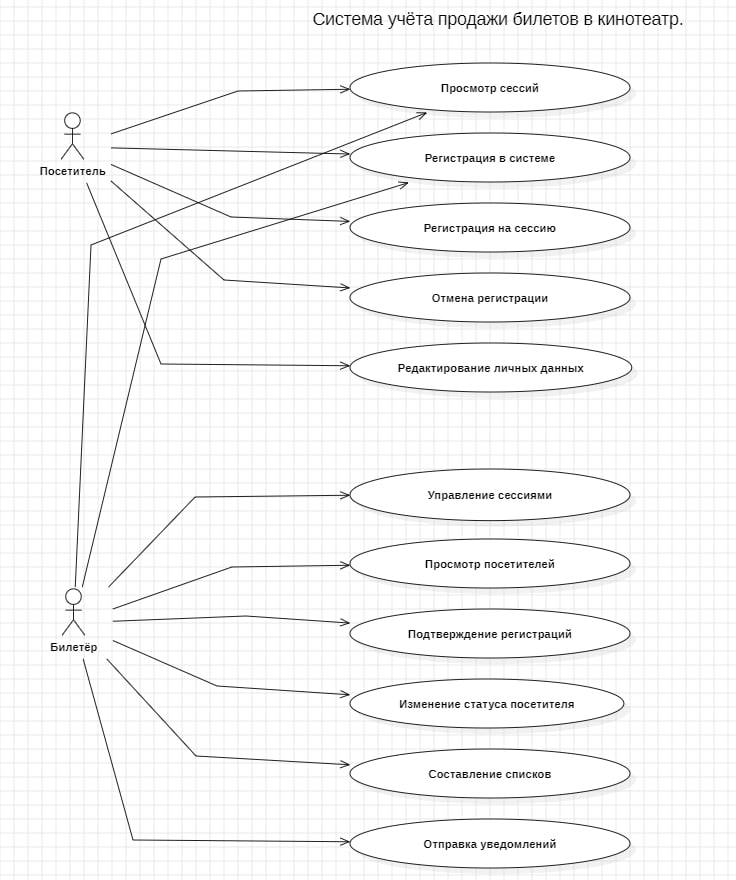 Система учёта продажи билетов в кинотеатр.
Просмотр сессий
Посетитель
Регистрация в системе
Регистрация на сессию
Отмена регистрации
Редактирование личных данных
Управление сессиями
Просмотр посетителей
Подтверждение регистраций
Билетёр
Изменение статуса посетителя
Составление списков
Отправка уведомлений